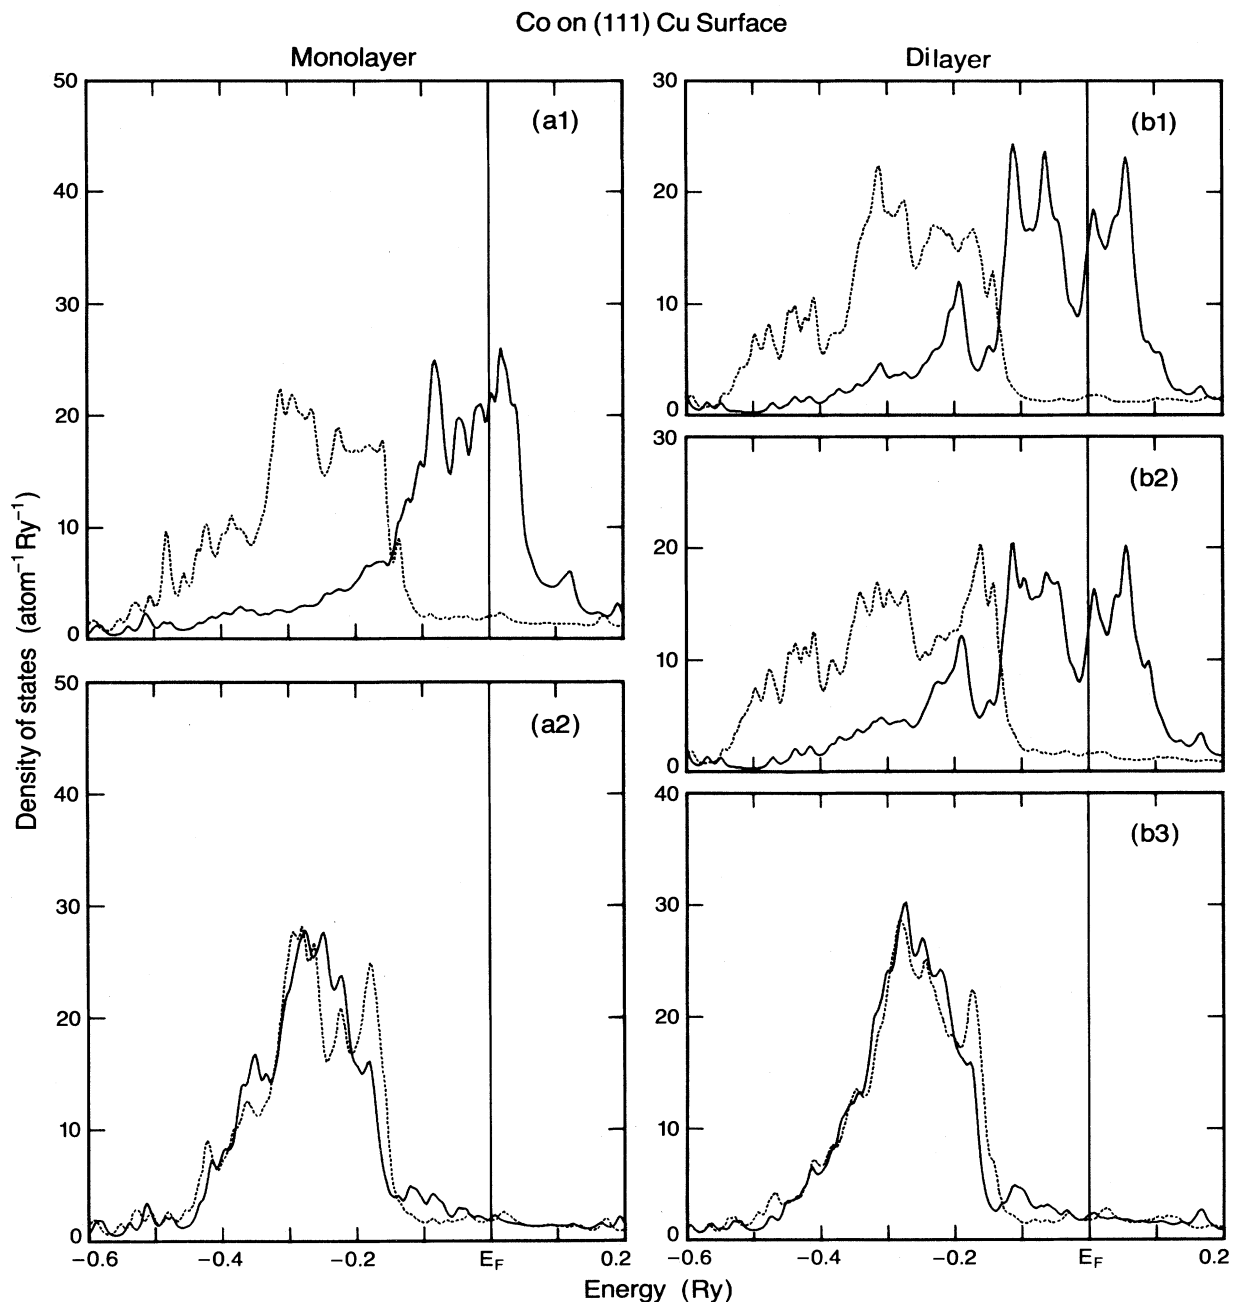 Co on (111) Cu Surface
Monolayer
Dilayer
50
40
30
20
10
0
(a1)
30
20
10
0
(b1)
30
20
10
0
(b2)
Density of states (atom⁻¹ Ry⁻¹)
50
40
30
20
10
0
(a2)
40
30
20
10
0
(b3)
−0.6 −0.4 −0.2 E_F 0.2
−0.6 −0.4 −0.2 E_F 0.2
Energy (Ry)